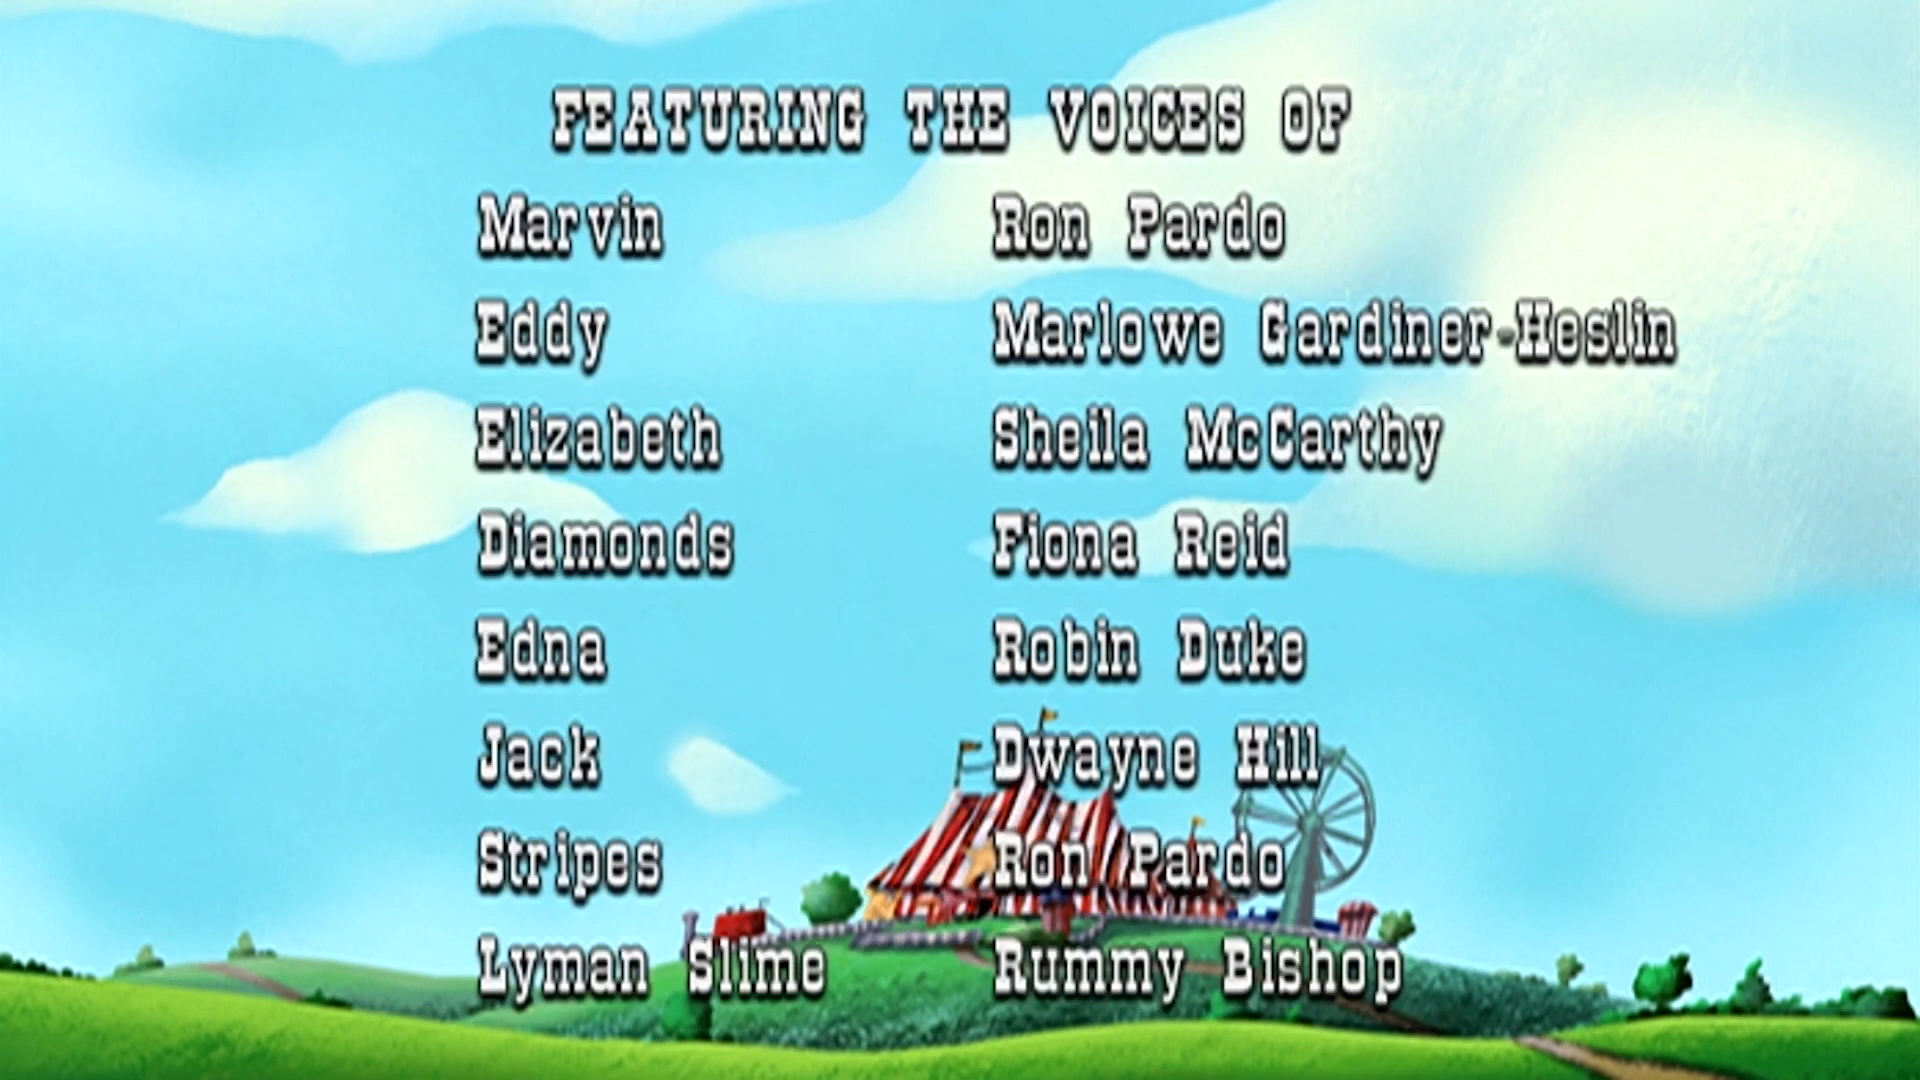 FEATURING THE VOICES OF
Marvin Ron Pardo
Eddy Marlowe Gardiner-Heslin
Elizabeth Sheila McCarthy
Diamonds Fiona Reid
Edna Robin Duke
Jack Dwayne Hill
Stripes Ron Pardo
Lyman Slime Rummy Bishop